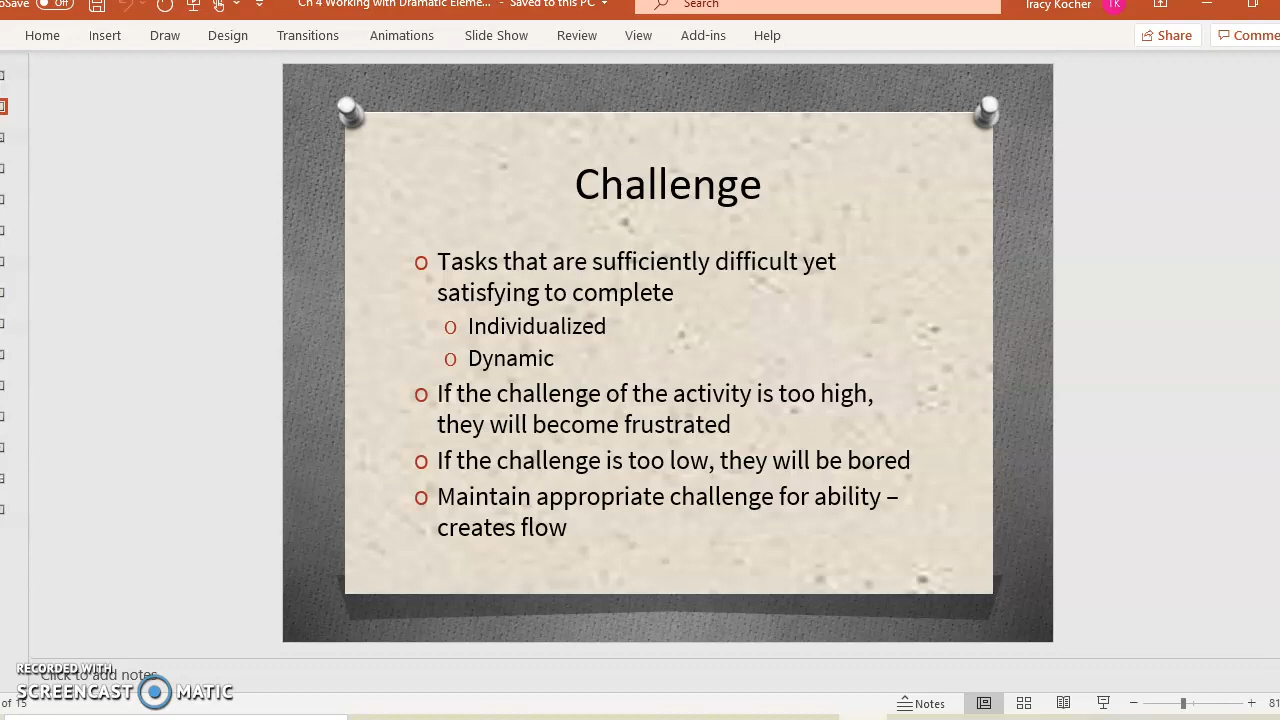 oSave Off Ch 4 Working with Dramatic Eleme... - Saved to this PC Search Tracy Kocher TK
Home Insert Draw Design Transitions Animations Slide Show Review View Add-ins Help Share Comme
Challenge
o Tasks that are sufficiently difficult yet
satisfying to complete
o Individualized
o Dynamic
o If the challenge of the activity is too high,
they will become frustrated
o If the challenge is too low, they will be bored
o Maintain appropriate challenge for ability –
creates flow
RECORDED WITH
Click to add notes
SCREENCAST MATIC
of 15 Notes 81